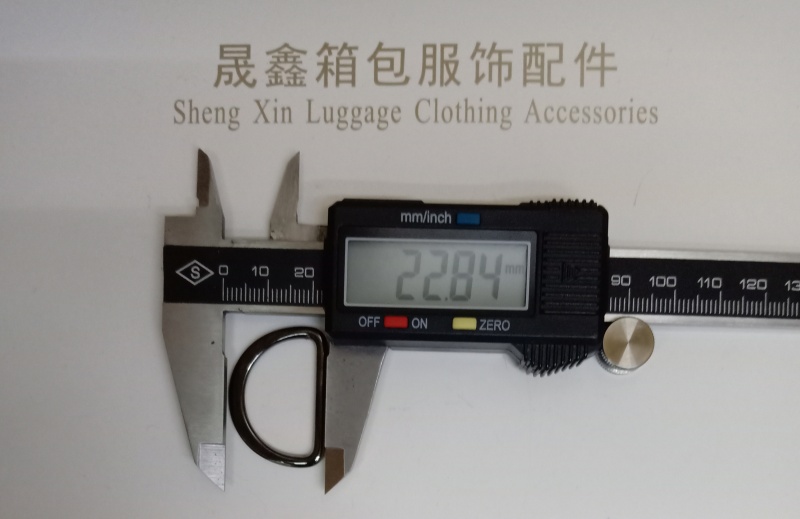 晟鑫箱包服饰配件
Sheng Xin Luggage Clothing Accessories
mm/inch
22.84 mm
S 0 10 20
90 100 110 120 13
OFF ON ZERO